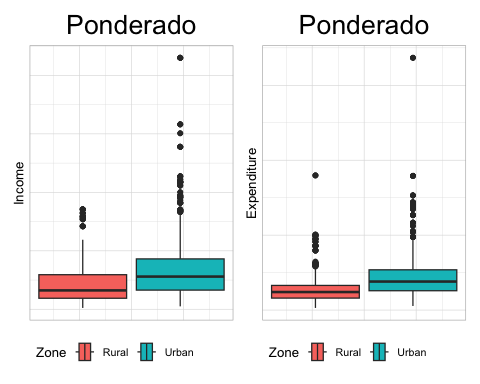 Ponderado
Income
Zone Rural Urban
Ponderado
Expenditure
Zone Rural Urban